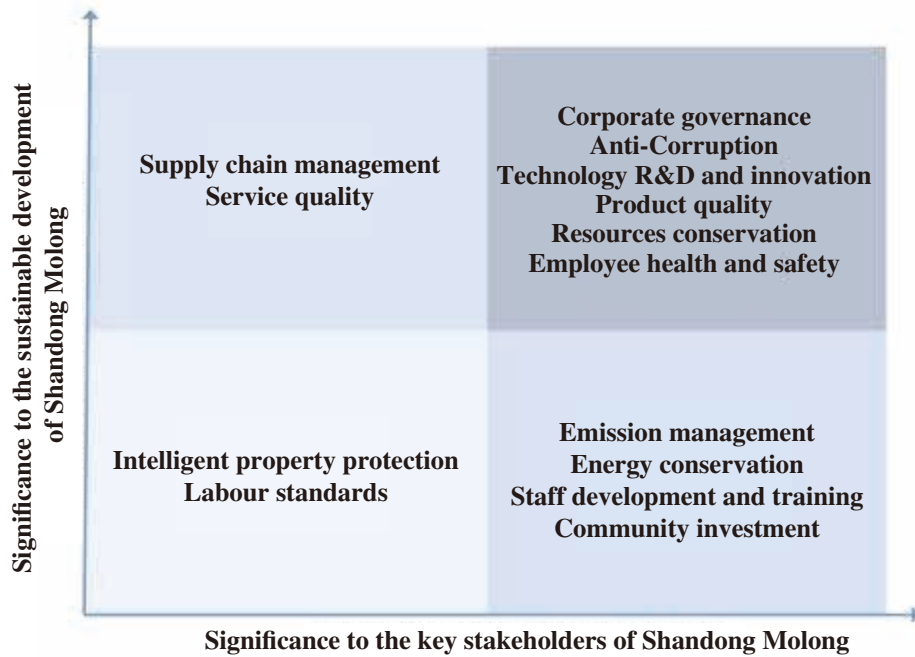 Significance to the sustainable development
of Shandong Molong
Supply chain management
Service quality
Corporate governance
Anti-Corruption
Technology R&D and innovation
Product quality
Resources conservation
Employee health and safety
Intelligent property protection
Labour standards
Emission management
Energy conservation
Staff development and training
Community investment
Significance to the key stakeholders of Shandong Molong